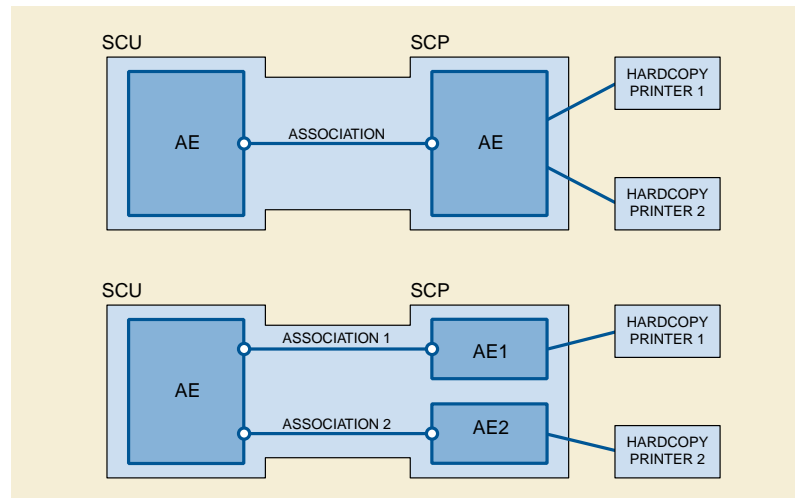 SCU
SCP
HARDCOPY
PRINTER 1
AE
ASSOCIATION
AE
HARDCOPY
PRINTER 2
SCU
SCP
HARDCOPY
PRINTER 1
ASSOCIATION 1
AE1
AE
ASSOCIATION 2
AE2
HARDCOPY
PRINTER 2